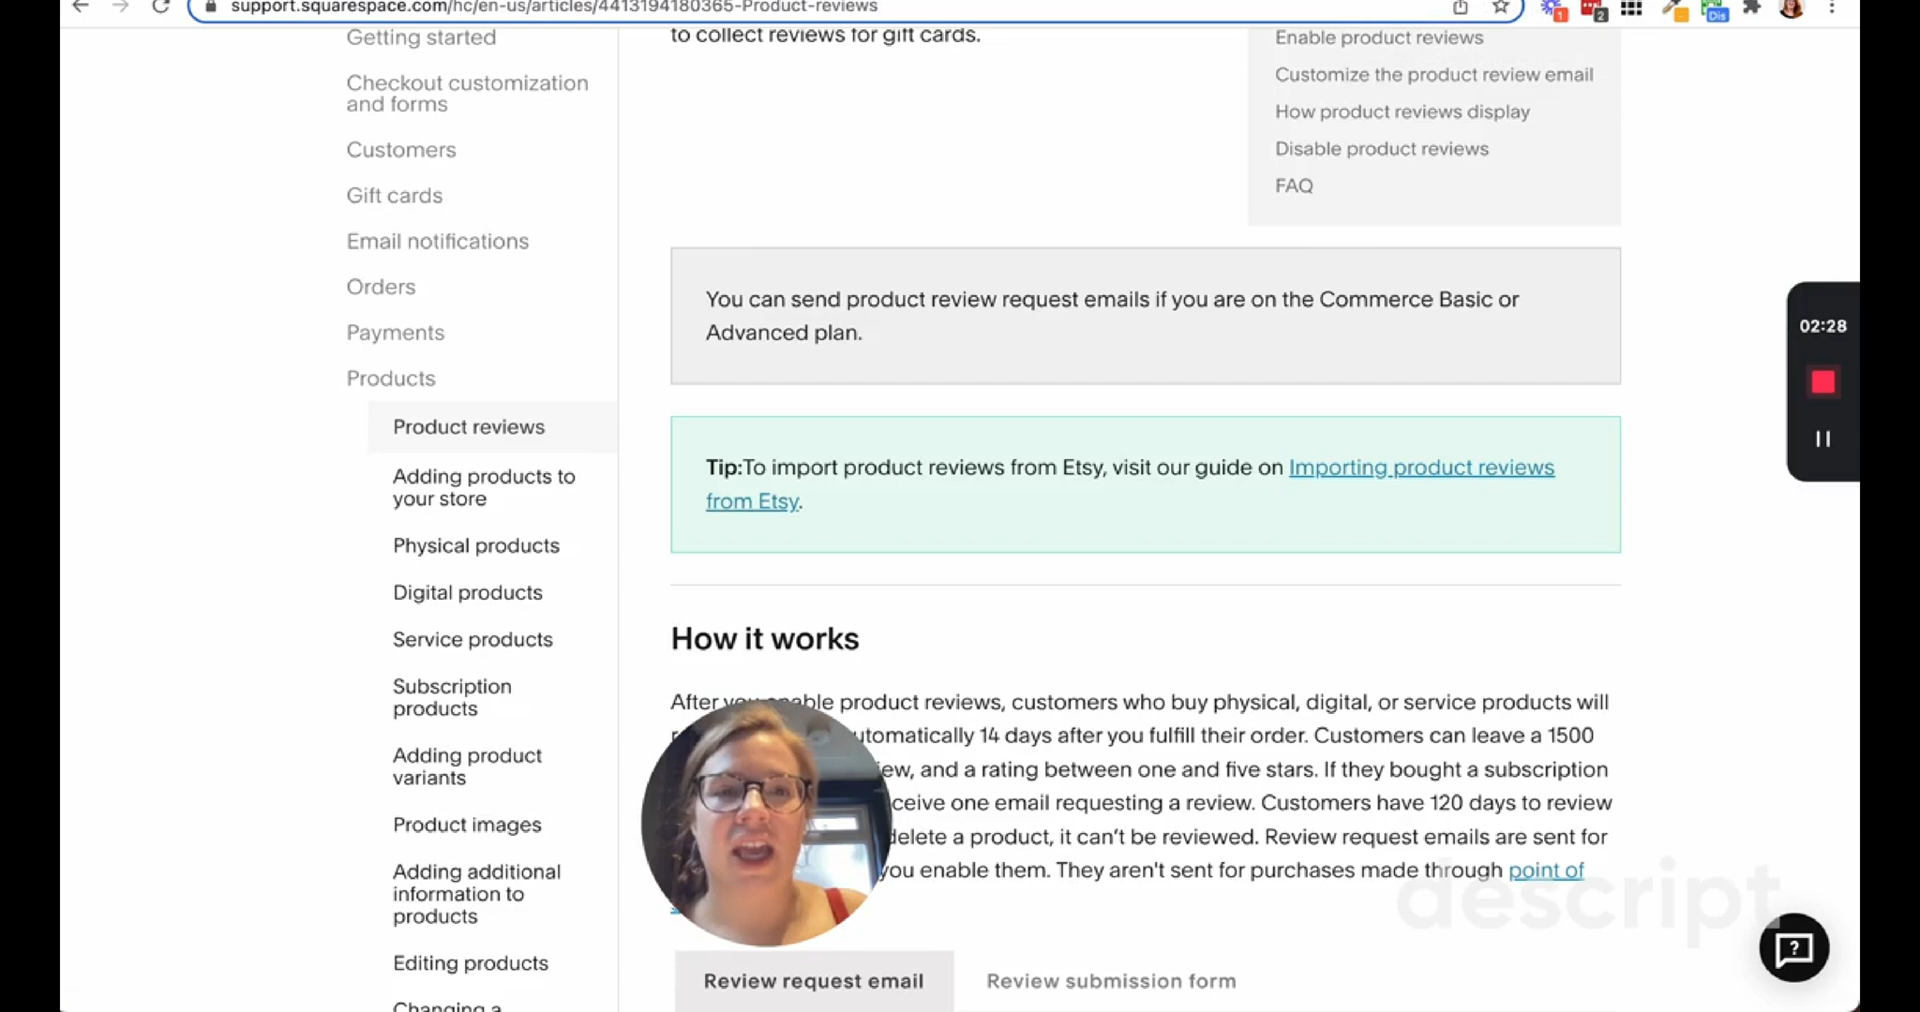 support.squarespace.com/hc/en-us/articles/4413194180365-Product-reviews
1
2
Dis
Getting started
Checkout customization
and forms
Customers
Gift cards
Email notifications
Orders
Payments
Products
Product reviews
Adding products to
your store
Physical products
Digital products
Service products
Subscription
products
Adding product
variants
Product images
Adding additional
information to
products
Editing products
Changing a
to collect reviews for gift cards.
Enable product reviews
Customize the product review email
How product reviews display
Disable product reviews
FAQ
You can send product review request emails if you are on the Commerce Basic or
Advanced plan.
Tip:To import product reviews from Etsy, visit our guide on Importing product reviews
from Etsy.
How it works
After you enable product reviews, customers who buy physical, digital, or service products will
utomatically 14 days after you fulfill their order. Customers can leave a 1500
ew, and a rating between one and five stars. If they bought a subscription
ceive one email requesting a review. Customers have 120 days to review
delete a product, it can't be reviewed. Review request emails are sent for
you enable them. They aren't sent for purchases made through point of
Review request email
Review submission form
02:28
descript
?